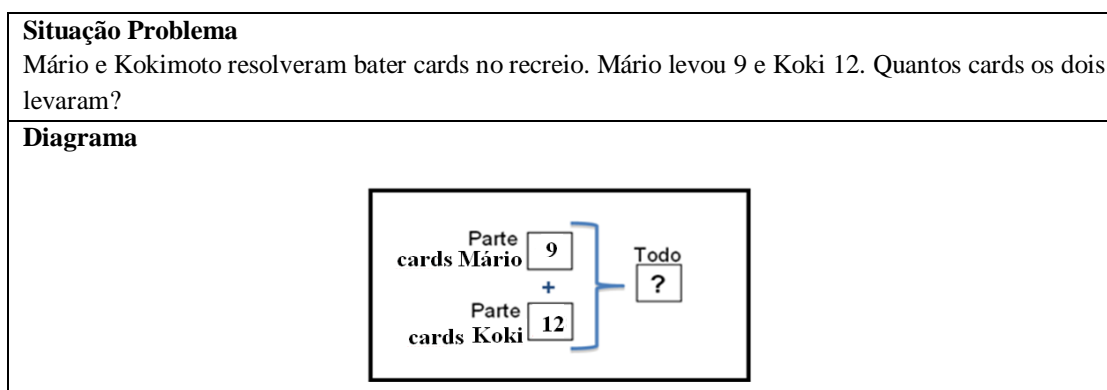 Situação Problema
Mário e Kokimoto resolveram bater cards no recreio. Mário levou 9 e Koki 12. Quantos cards os dois
levaram?
Diagrama
Parte
cards Mário 9
+
Parte
cards Koki 12
Todo
?